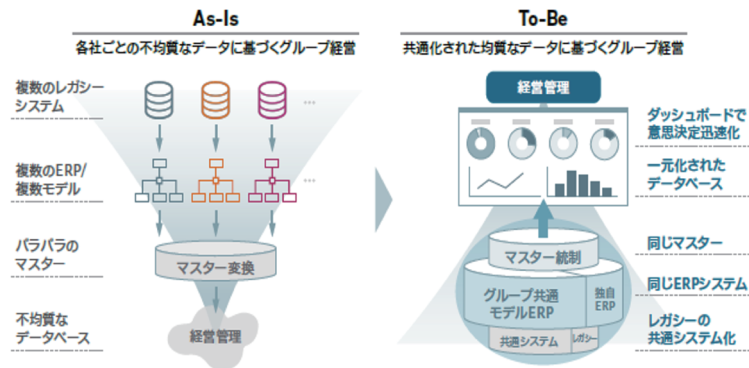 As-Is
各社ごとの不均質なデータに基づくグループ経営
複数のレガシー
システム
...
複数のERP/
複数モデル
...
バラバラの
マスター
マスター変換
不均質な
データベース
経営管理
To-Be
共通化された均質なデータに基づくグループ経営
経営管理
ダッシュボードで
意思決定迅速化
一元化された
データベース
マスター統制
同じマスター
グループ共通
モデルERP
独自
ERP
同じERPシステム
共通システム
レガシー
レガシーの
共通システム化